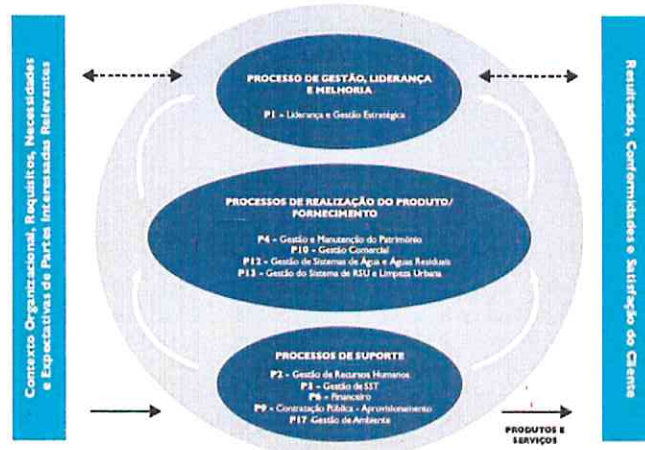 Contexto Organizacional, Requisitos, Necessidades
e Expectativas de Partes Interessadas Relevantes
PROCESSO DE GESTÃO, LIDERANÇA
E MELHORIA
P1 – Liderança e Gestão Estratégica
PROCESSOS DE REALIZAÇÃO DO PRODUTO/
FORNECIMENTO
P4 – Gestão e Manutenção do Património
P10 – Gestão Comercial
P12 – Gestão de Sistemas de Água e Águas Residuais
P13 – Gestão do Sistema de RSU e Limpeza Urbana
PROCESSOS DE SUPORTE
P2 – Gestão de Recursos Humanos
P3 – Gestão de SST
P6 – Financeiro
P9 – Contratação Pública - Aprovisionamento
P17 – Gestão de Ambiente
PRODUTOS E
SERVIÇOS
Resultados, Conformidades e Satisfação do Cliente